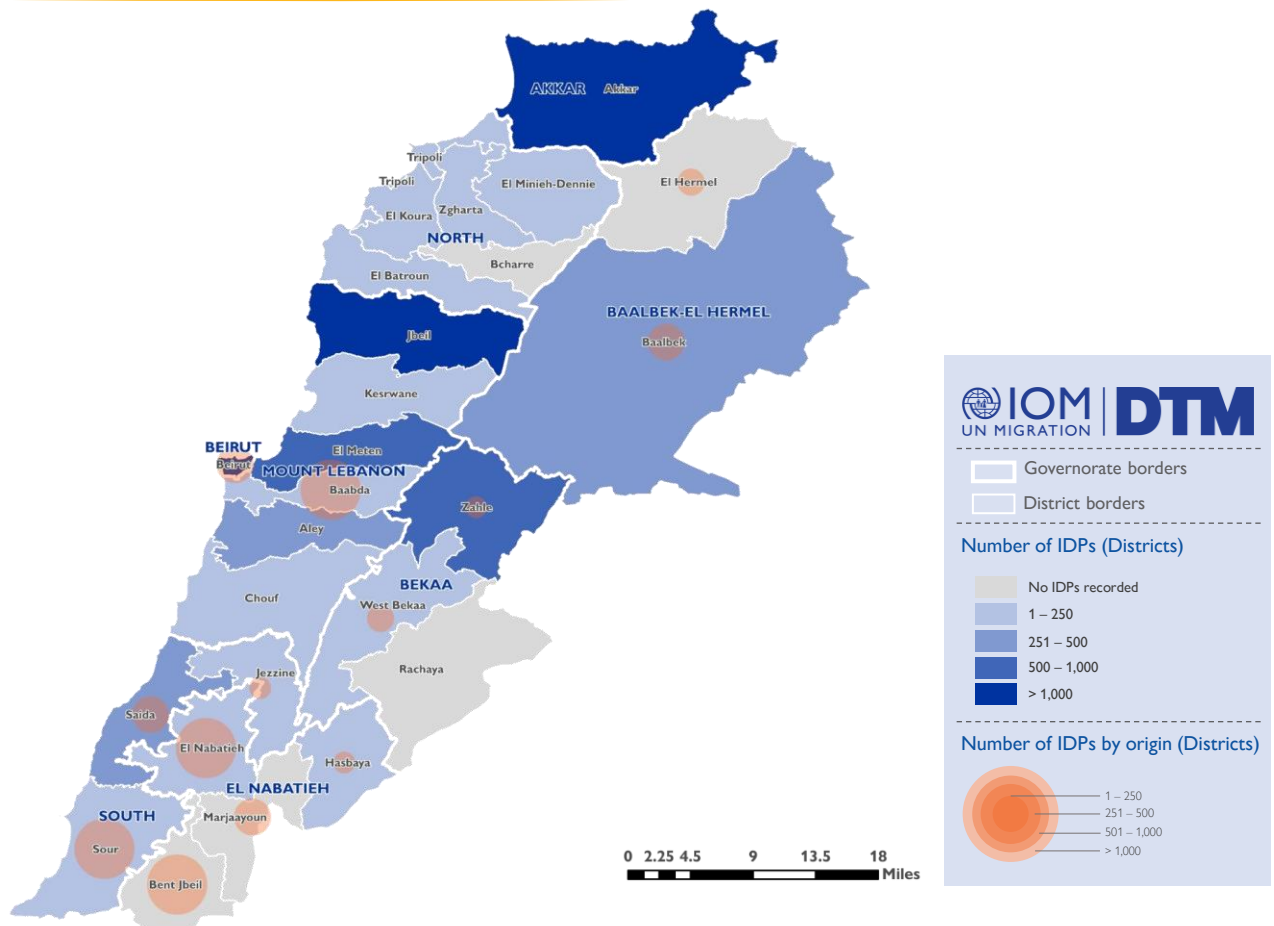 AKKAR
Akkar
Tripoli
Tripoli
El Minieh-Dennie
El Hermel
El Koura
Zgharta
NORTH
Bcharre
El Batroun
BAALBEK-EL HERMEL
Jbeil
Baalbek
Kesrwane
BEIRUT
Beirut
El Meten
MOUNT LEBANON
Baabda
Zahle
Aley
BEKAA
Chouf
West Bekaa
Rachaya
Jezzine
Saida
El Nabatieh
Hasbaya
EL NABATIEH
SOUTH
Marjaayoun
Sour
Bent Jbeil
0 2.25 4.5 9 13.5 18
Miles
IOM DTM
UN MIGRATION
Governorate borders
District borders
Number of IDPs (Districts)
No IDPs recorded
1 – 250
251 – 500
500 – 1,000
> 1,000
Number of IDPs by origin (Districts)
1 – 250
251 – 500
501 – 1,000
> 1,000